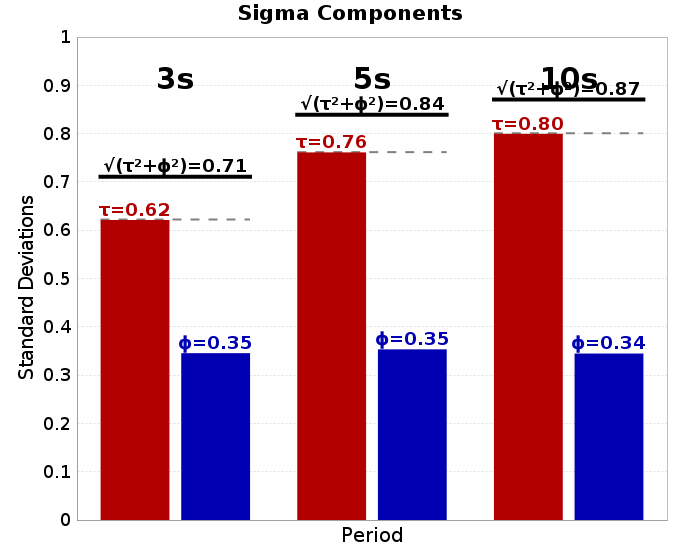 Sigma Components
1
0.9
0.8
0.7
0.6
0.5
0.4
0.3
0.2
0.1
0
Standard Deviations
3s
√(τ²+ϕ²)=0.71
τ=0.62
ϕ=0.35
5s
√(τ²+ϕ²)=0.84
τ=0.76
ϕ=0.35
10s
√(τ²+ϕ²)=0.87
τ=0.80
ϕ=0.34
Period